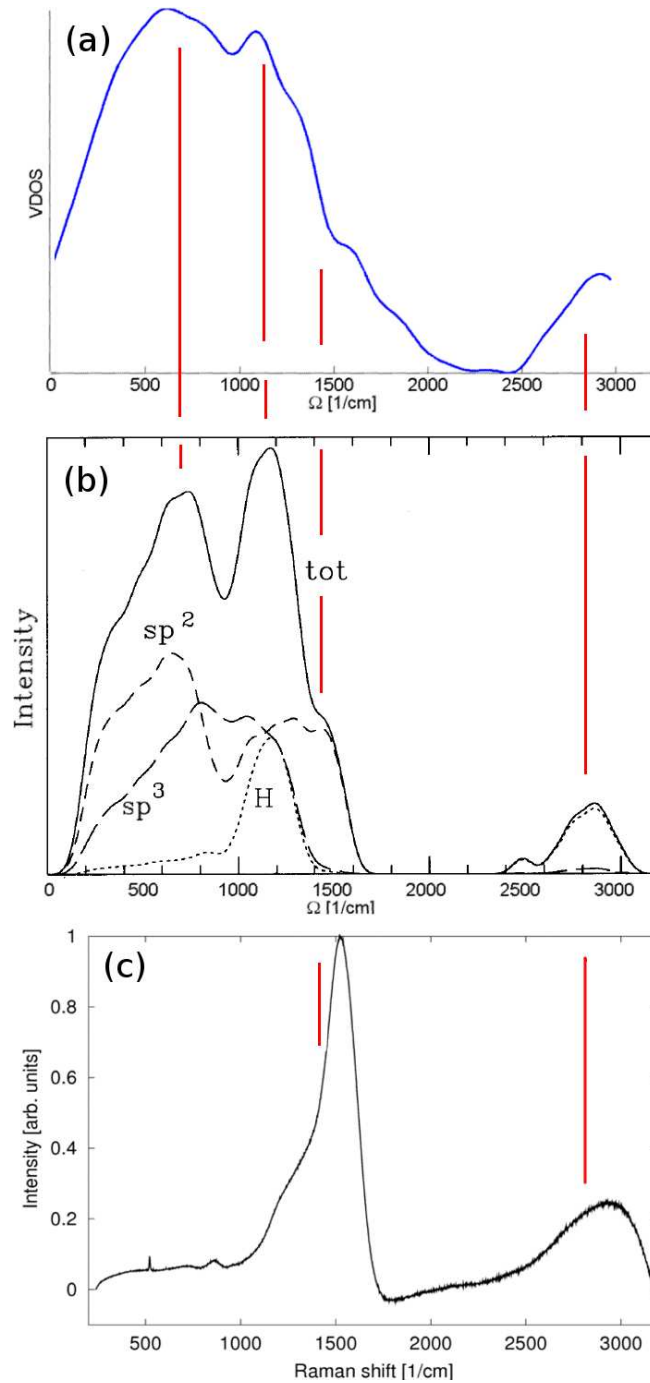 (a)
VDOS
0 500 1000 1500 2000 2500 3000
Ω [1/cm]
(b)
tot
sp²
Intensity
sp³
H
0 500 1000 1500 2000 2500 3000
Ω [1/cm]
(c)
1
0.8
0.6
0.4
0.2
0
Intensity [arb. units]
500 1000 1500 2000 2500 3000
Raman shift [1/cm]